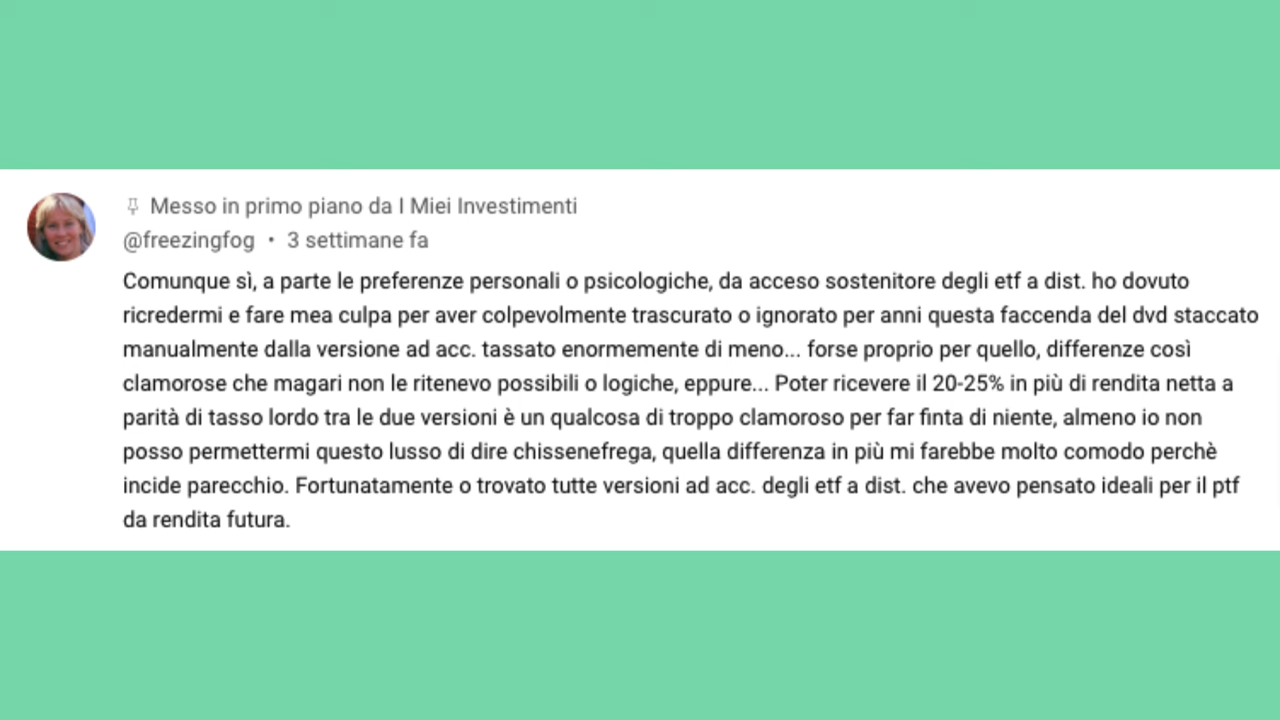 Messo in primo piano da I Miei Investimenti
@freezingfog • 3 settimane fa
Comunque sì, a parte le preferenze personali o psicologiche, da acceso sostenitore degli etf a dist. ho dovuto
ricredermi e fare mea culpa per aver colpevolmente trascurato o ignorato per anni questa faccenda del dvd staccato
manualmente dalla versione ad acc. tassato enormemente di meno... forse proprio per quello, differenze così
clamorose che magari non le ritenevo possibili o logiche, eppure... Poter ricevere il 20-25% in più di rendita netta a
parità di tasso lordo tra le due versioni è un qualcosa di troppo clamoroso per far finta di niente, almeno io non
posso permettermi questo lusso di dire chissenefrega, quella differenza in più mi farebbe molto comodo perchè
incide parecchio. Fortunatamente o trovato tutte versioni ad acc. degli etf a dist. che avevo pensato ideali per il ptf
da rendita futura.